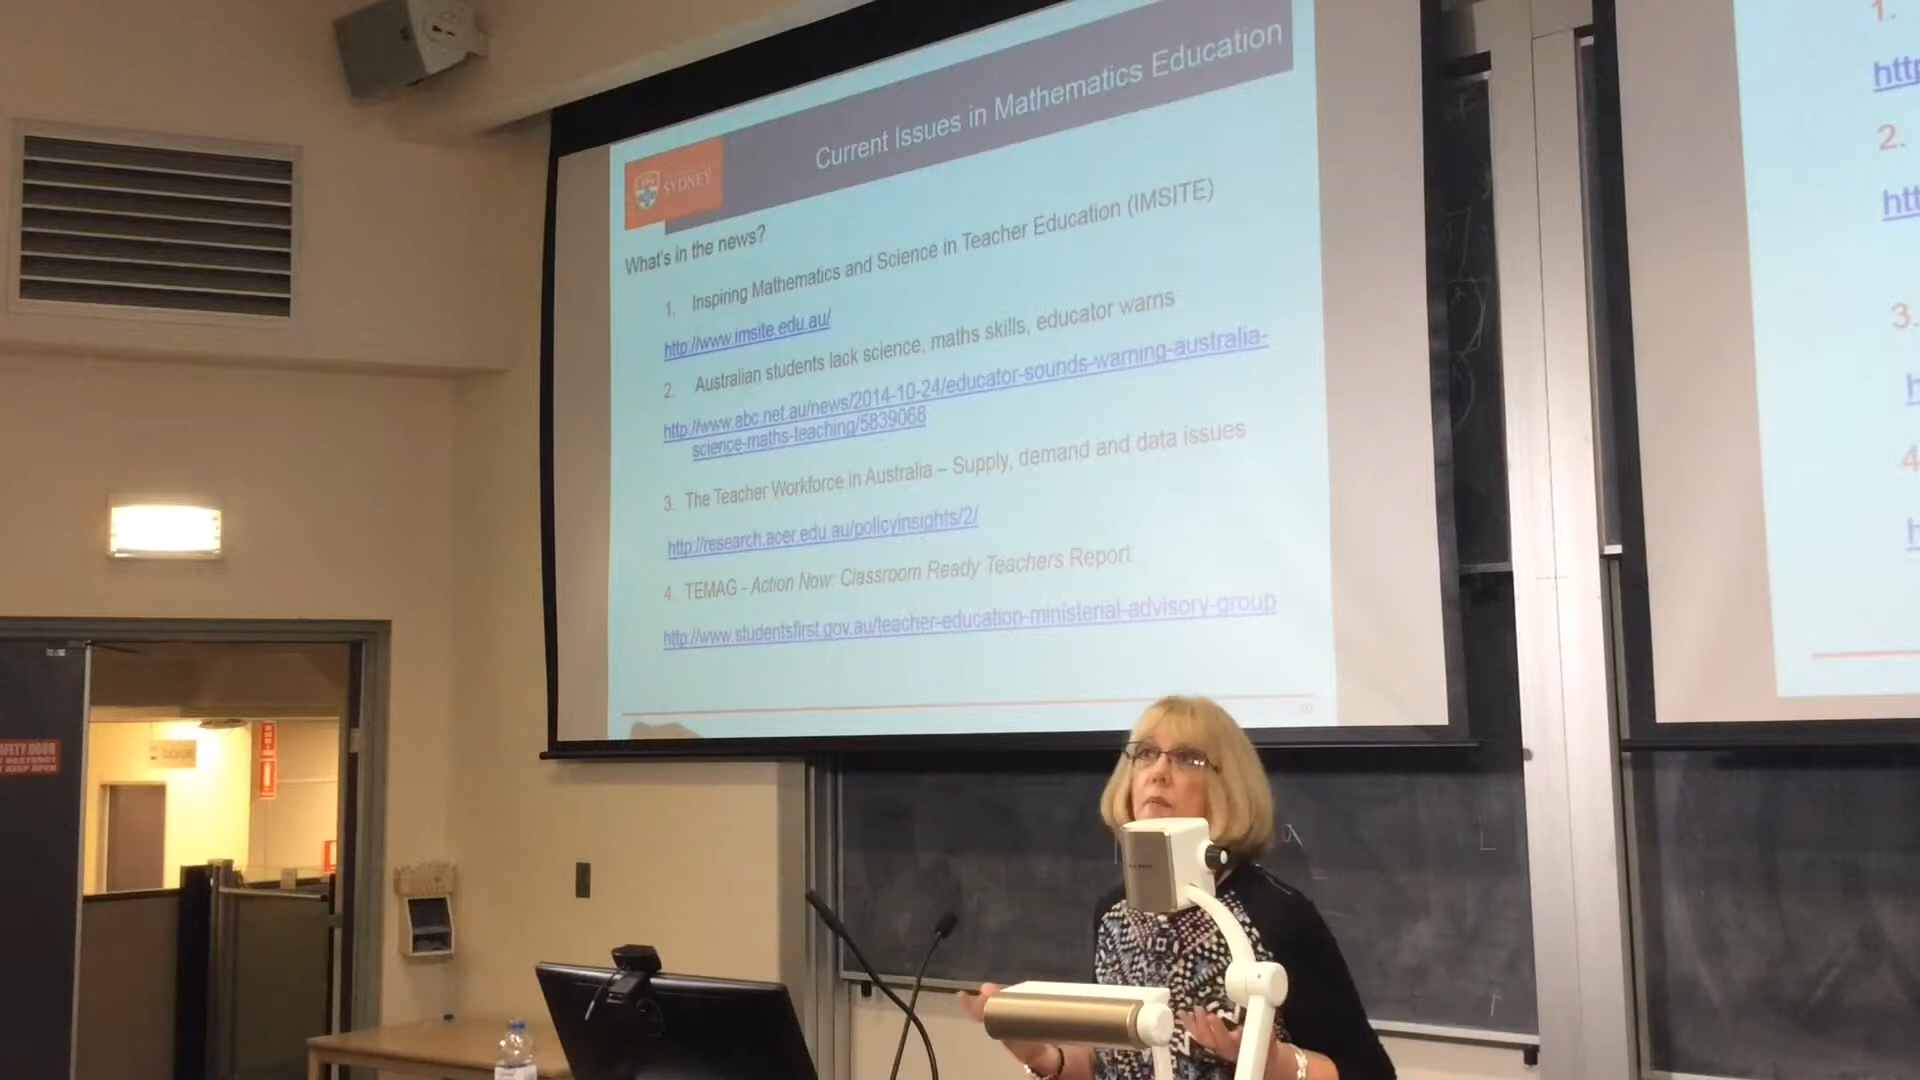 Current Issues in Mathematics Education
SYDNEY
What's in the news?
1. Inspiring Mathematics and Science in Teacher Education (IMSITE)
http://www.imsite.edu.au/
2. Australian students lack science, maths skills, educator warns
http://www.abc.net.au/news/2014-10-24/educator-sounds-warning-australia-
science-maths-teaching/5839068
3. The Teacher Workforce in Australia – Supply, demand and data issues
http://research.acer.edu.au/policyinsights/2/
4. TEMAG - Action Now: Classroom Ready Teachers Report
http://www.studentsfirst.gov.au/teacher-education-ministerial-advisory-group
10
1.
2.
3.
4
SAFETY DOOR